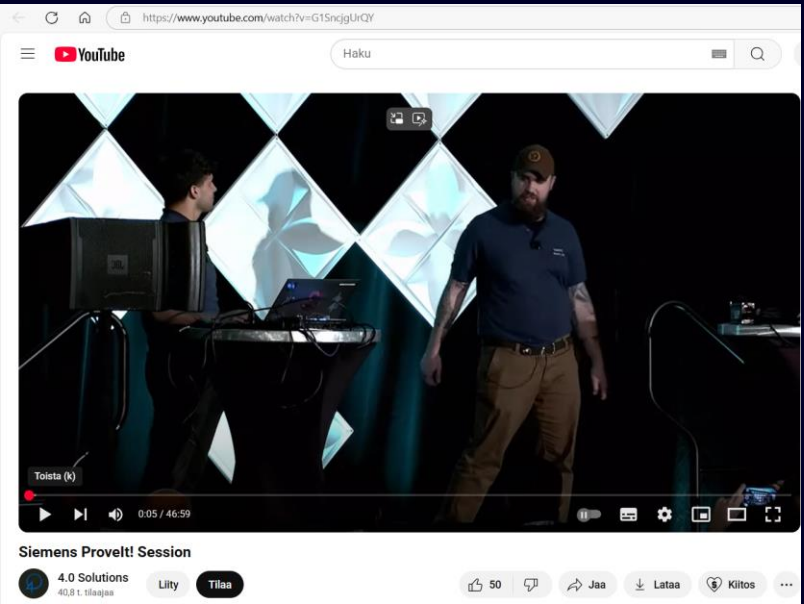 https://www.youtube.com/watch?v=G1SncjgUrQY
YouTube
Haku
JBL
Toista (k)
0:05 / 46:59
Siemens ProveIt! Session
4.0 Solutions
40,8 t. tilaajaa
Liity
Tilaa
50
Jaa
Lataa
Kiitos